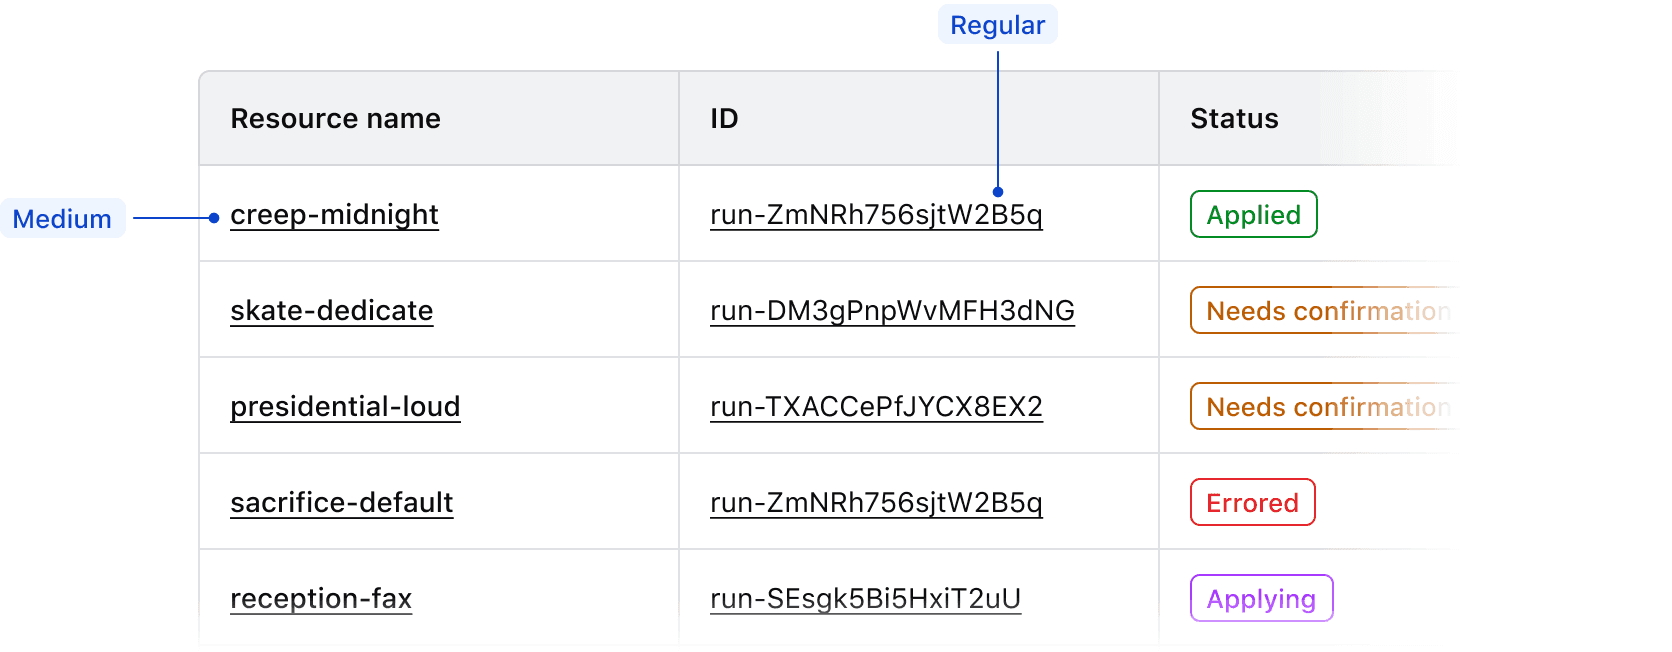 Regular
Resource name ID Status
Medium
creep-midnight run-ZmNRh756sjtW2B5q Applied
skate-dedicate run-DM3gPnpWvMFH3dNG Needs confirmation
presidential-loud run-TXACCePfJYCX8EX2 Needs confirmation
sacrifice-default run-ZmNRh756sjtW2B5q Errored
reception-fax run-SEsgk5Bi5HxiT2uU Applying